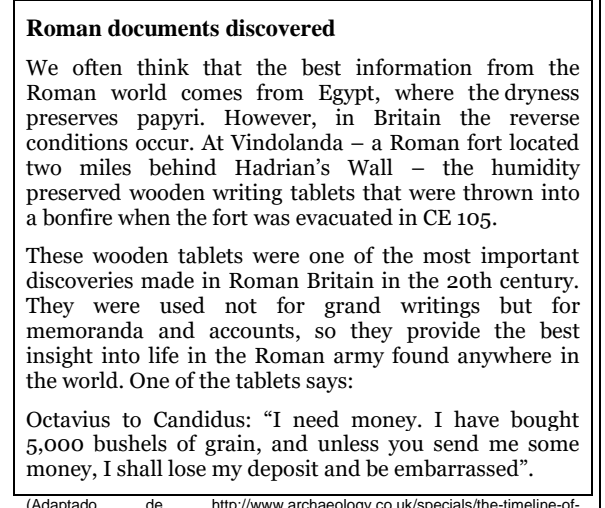 Roman documents discovered
We often think that the best information from the
Roman world comes from Egypt, where the dryness
preserves papyri. However, in Britain the reverse
conditions occur. At Vindolanda – a Roman fort located
two miles behind Hadrian's Wall – the humidity
preserved wooden writing tablets that were thrown into
a bonfire when the fort was evacuated in CE 105.
These wooden tablets were one of the most important
discoveries made in Roman Britain in the 20th century.
They were used not for grand writings but for
memoranda and accounts, so they provide the best
insight into life in the Roman army found anywhere in
the world. One of the tablets says:
Octavius to Candidus: “I need money. I have bought
5,000 bushels of grain, and unless you send me some
money, I shall lose my deposit and be embarrassed”.
(Adaptado de http://www.archaeology.co.uk/specials/the-timeline-of-